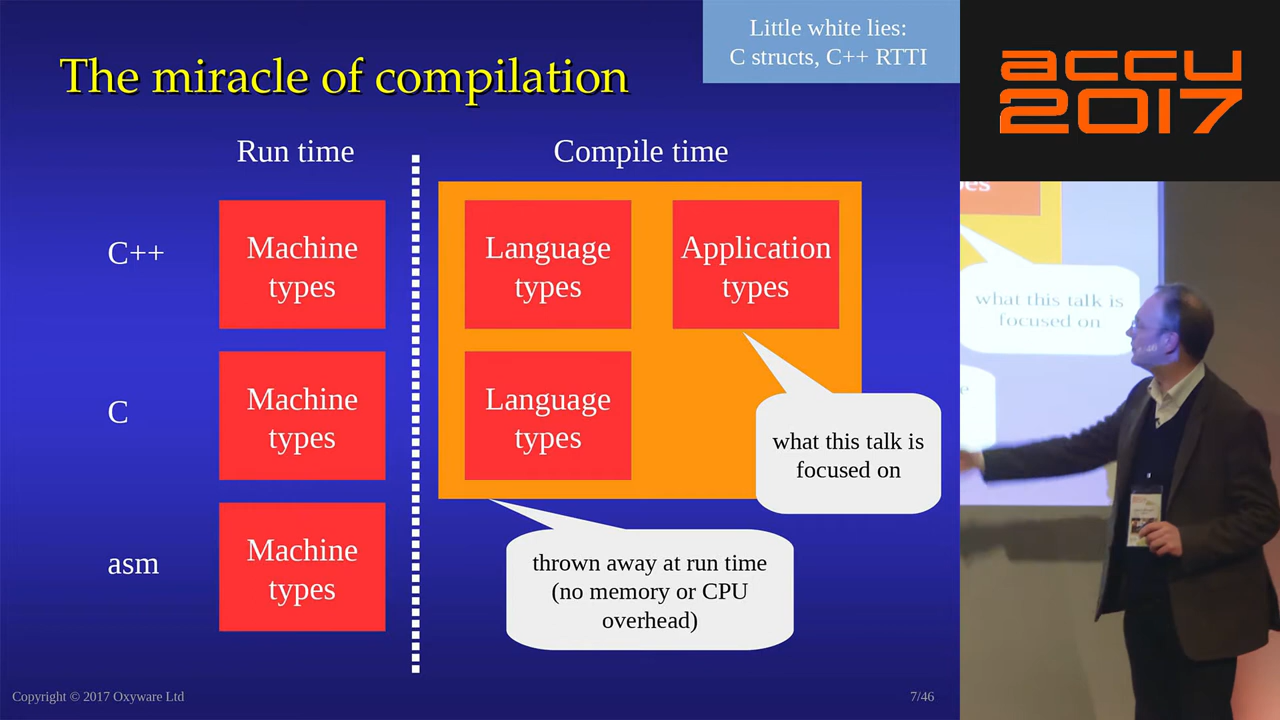 Little white lies:
C structs, C++ RTTI
The miracle of compilation
Run time
Compile time
C++
Machine
types
Language
types
Application
types
C
Machine
types
Language
types
what this talk is
focused on
asm
Machine
types
thrown away at run time
(no memory or CPU
overhead)
Copyright © 2017 Oxyware Ltd
7/46
accu
2017
what this talk is
focused on